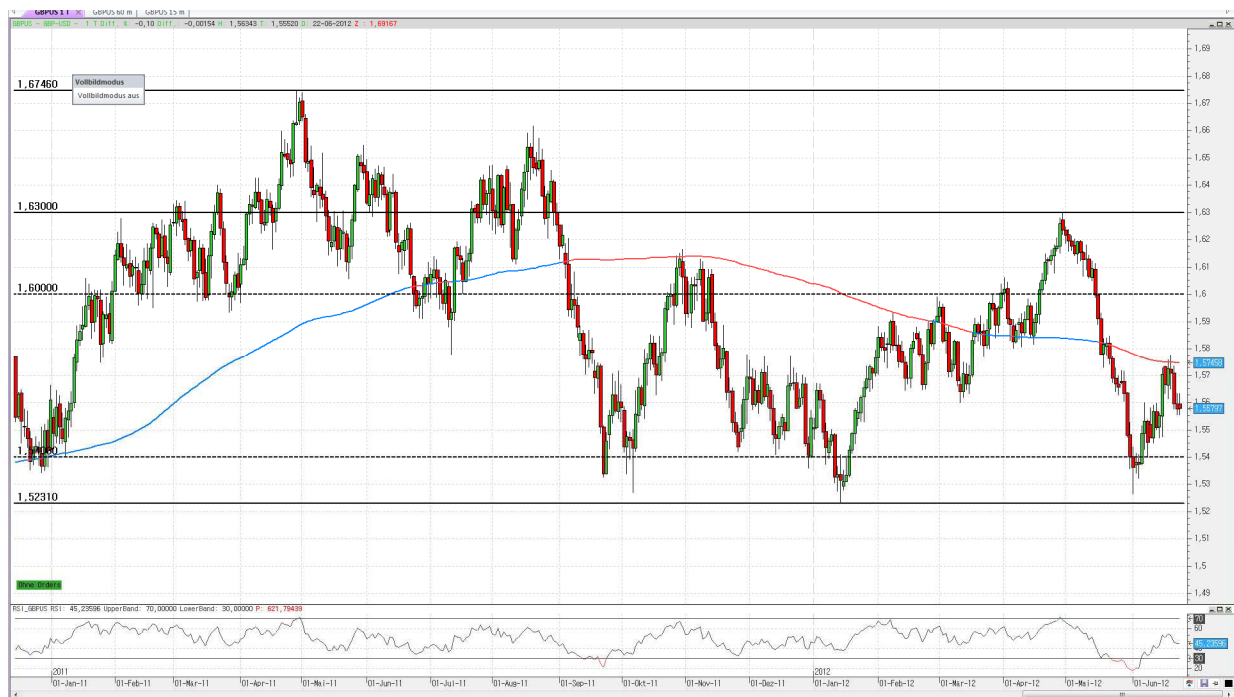 GBPUS 1 T
GBPUS 60 m
GBPUS 15 m
GBPUS - GBP-USD - 1 T Diff. %: -0,10 Diff.: -0,00154 H: 1,56343 T: 1,55520 D: 22-06-2012 Z : 1,69167
Vollbildmodus
Vollbildmodus aus
1,67460
1,63000
1,60000
1,52310
1,69
1,68
1,67
1,66
1,65
1,64
1,63
1,62
1,61
1,6
1,59
1,58
1,57458
1,57
1,55797
1,55
1,54
1,53
1,52
1,51
1,5
1,49
Ohne Orders
RSI_GBPUS RSI: 45,23596 UpperBand: 70,00000 LowerBand: 30,00000 P: 621,79439
70
60
45,23596
30
20
2011
2012
01-Jan-11
01-Feb-11
01-Mär-11
01-Apr-11
01-Mai-11
01-Jun-11
01-Jul-11
01-Aug-11
01-Sep-11
01-Okt-11
01-Nov-11
01-Dez-11
01-Jan-12
01-Feb-12
01-Mär-12
01-Apr-12
01-Mai-12
01-Jun-12